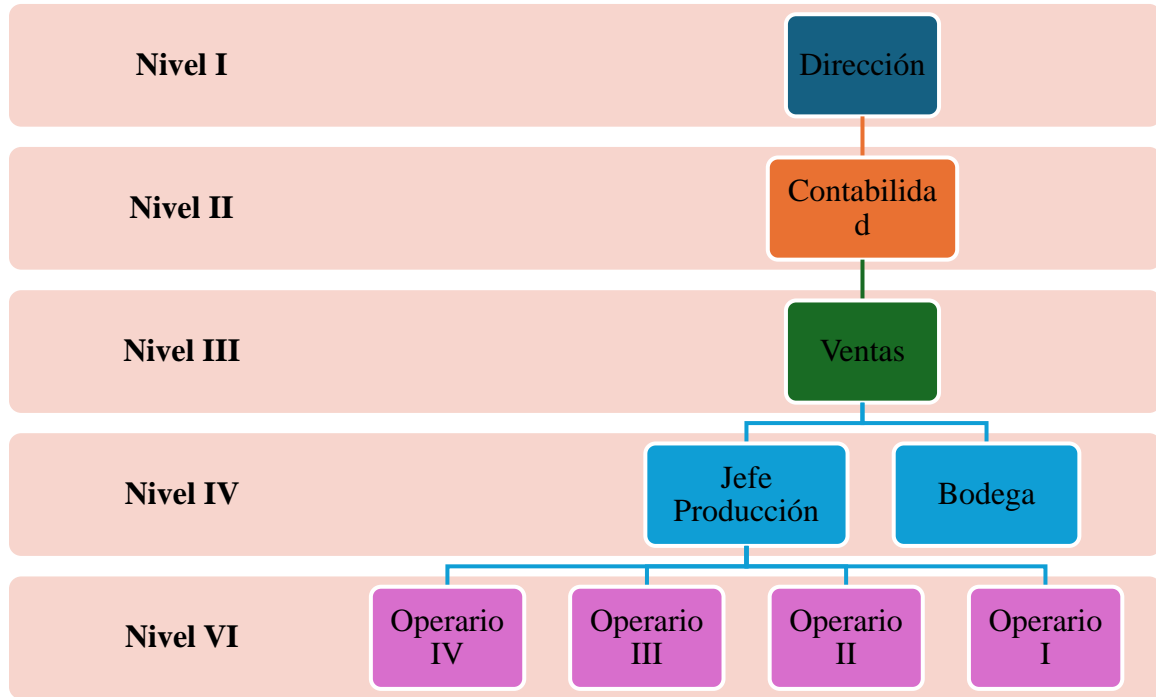 Nivel I
Dirección
Nivel II
Contabilida
d
Nivel III
Ventas
Nivel IV
Jefe
Producción
Bodega
Nivel VI
Operario
IV
Operario
III
Operario
II
Operario
I